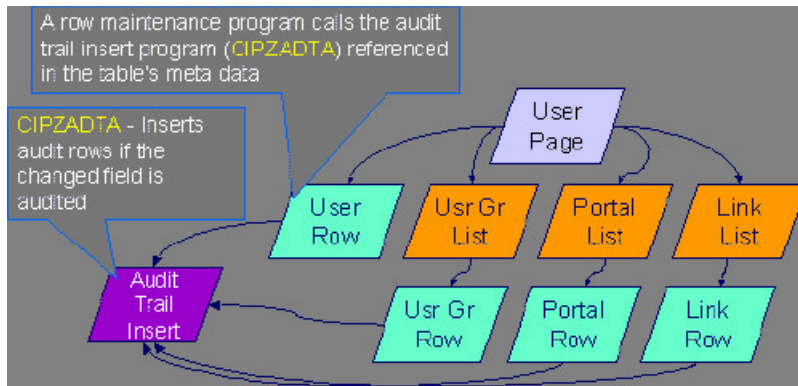 A row maintenance program calls the audit
trail insert program (CIPZADTA) referenced
in the table's meta data
CIPZADTA - Inserts
audit rows if the
changed field is
audited
User
Page
User
Row
Usr Gr
List
Portal
List
Link
List
Audit
Trail
Insert
Usr Gr
Row
Portal
Row
Link
Row